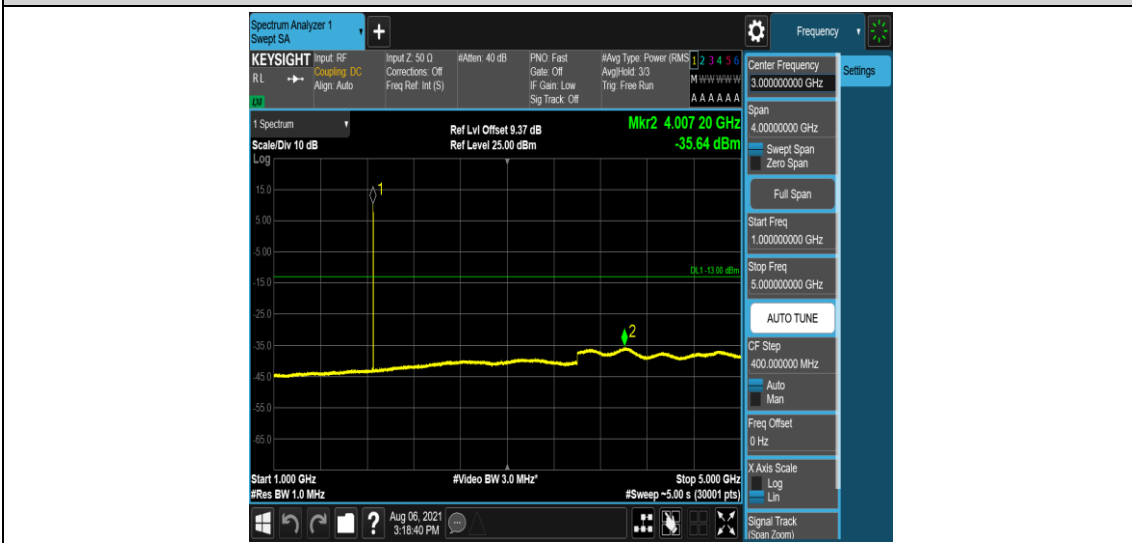 Spectrum Analyzer 1
Swept SA
+
Frequency
KEYSIGHT
RL
LXI
Input: RF
Coupling: DC
Align: Auto
Input Z: 50 Ω
Corrections: Off
Freq Ref: Int (S)
#Atten: 40 dB
PNO: Fast
Gate: Off
IF Gain: Low
Sig Track: Off
#Avg Type: Power (RMS
Avg|Hold: 3/3
Trig: Free Run
1 2 3 4 5 6
M W W W W W
A A A A A A
1 Spectrum
Scale/Div 10 dB
Ref Lvl Offset 9.37 dB
Ref Level 25.00 dBm
Mkr2 4.007 20 GHz
-35.64 dBm
Log
15.0
5.00
-5.00
-15.0
-25.0
-35.0
-45.0
-55.0
-65.0
1
DL1 -13.00 dBm
2
Start 1.000 GHz
#Res BW 1.0 MHz
#Video BW 3.0 MHz*
Stop 5.000 GHz
#Sweep ~5.00 s (30001 pts)
Center Frequency
3.000000000 GHz
Span
4.00000000 GHz
Swept Span
Zero Span
Full Span
Start Freq
1.000000000 GHz
Stop Freq
5.000000000 GHz
AUTO TUNE
CF Step
400.000000 MHz
Auto
Man
Freq Offset
0 Hz
X Axis Scale
Log
Lin
Signal Track
(Span Zoom)
Settings
?
Aug 06, 2021
3:18:40 PM